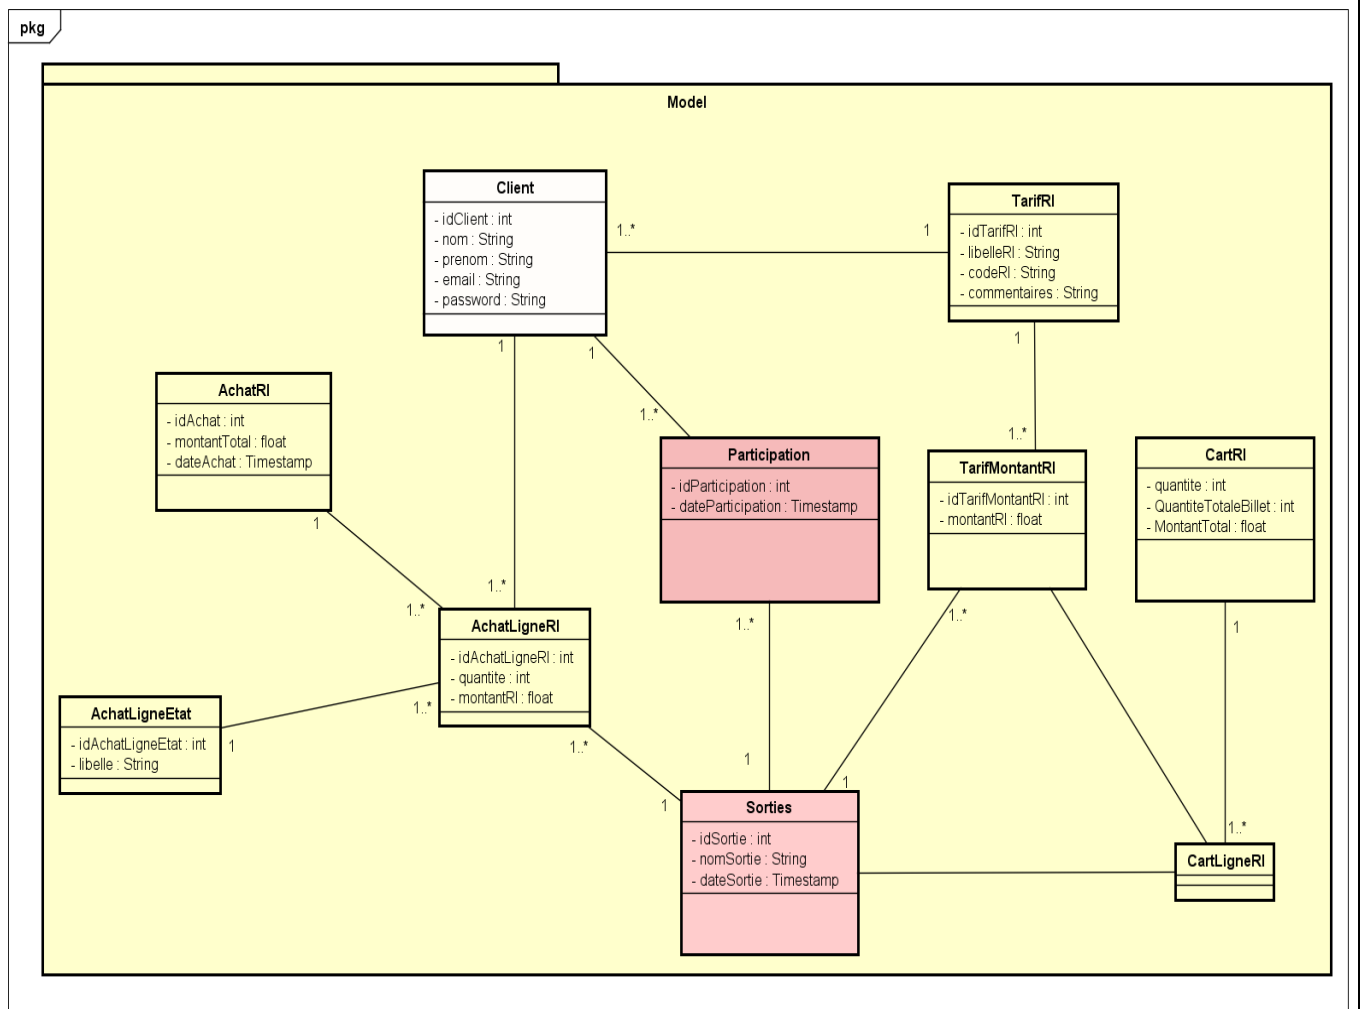 pkg
Model
Client
- idClient : int
- nom : String
- prenom : String
- email : String
- password : String
TarifRI
- idTarifRI : int
- libelleRI : String
- codeRI : String
- commentaires : String
1..*
1
1
1
1
1..*
1..*
AchatRI
- idAchat : int
- montantTotal : float
- dateAchat : Timestamp
1
Participation
- idParticipation : int
- dateParticipation : Timestamp
TarifMontantRI
- idTarifMontantRI : int
- montantRI : float
CartRI
- quantite : int
- QuantiteTotaleBillet : int
- MontantTotal : float
1..*
1..*
1..*
1..*
1
AchatLigneRI
- idAchatLigneRI : int
- quantite : int
- montantRI : float
AchatLigneEtat
- idAchatLigneEtat : int
- libelle : String
1..*
1
1..*
1
1
1
Sorties
- idSortie : int
- nomSortie : String
- dateSortie : Timestamp
1..*
CartLigneRI